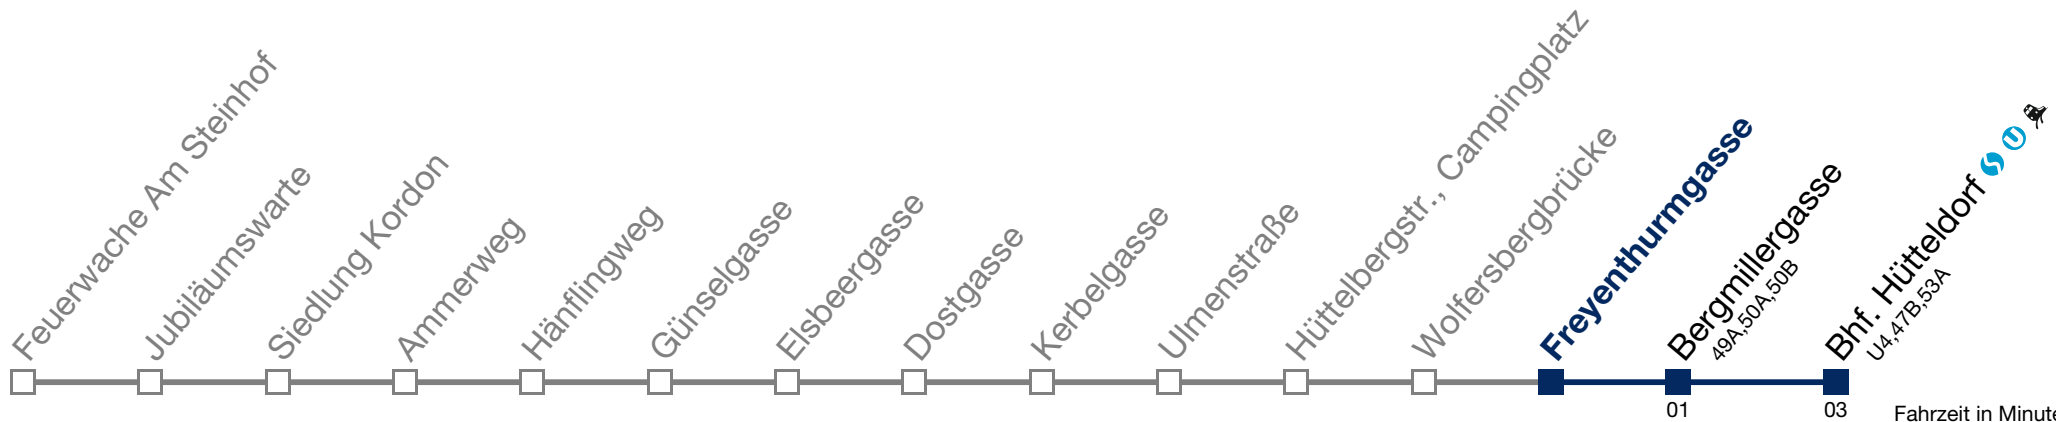 Feuerwache Am Steinhof
Jubiläumswarte
Siedlung Kordon
Ammerweg
Hänflingweg
Günselgasse
Elsbeergasse
Dostgasse
Kerbelgasse
Ulmenstraße
Hüttelbergstr., Campingplatz
Wolfersbergbrücke
Freyenthurmgasse
Bergmillergasse
49A,50A,50B
Bhf. Hütteldorf
U4,47B,53A
01
03
Fahrzeit in Minute